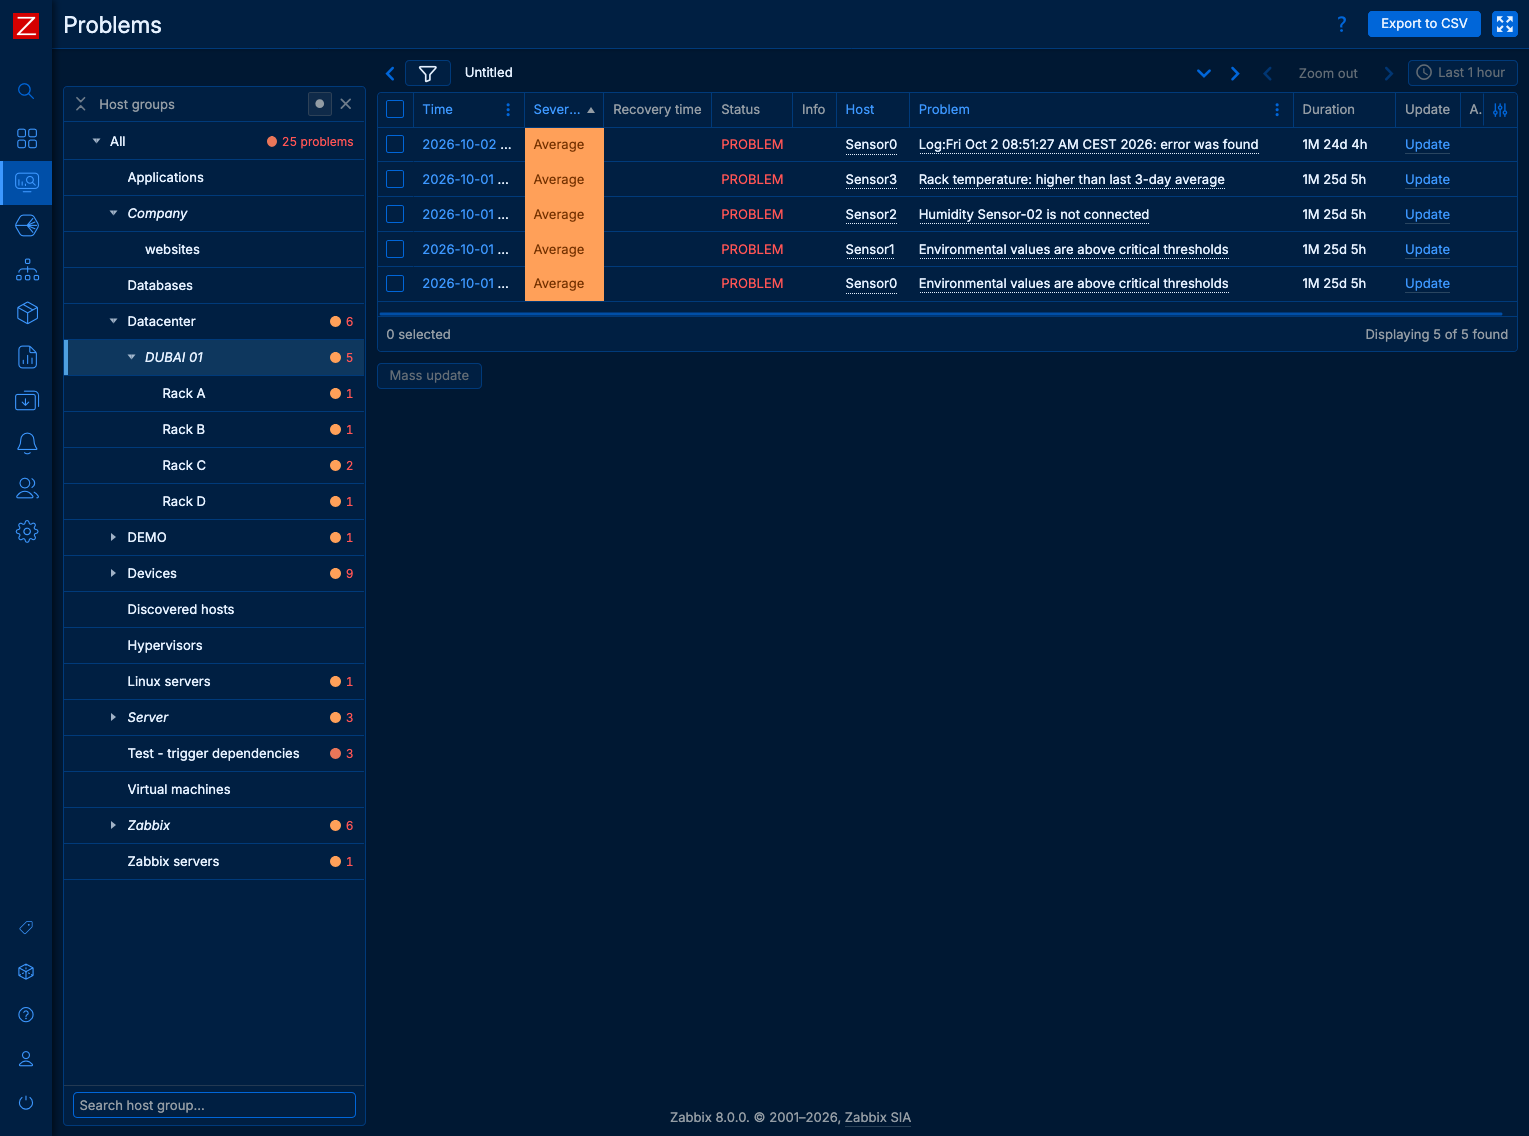 Z
Problems
?
Export to CSV
Untitled
Zoom out
Last 1 hour
Host groups
All
25 problems
Applications
Company
websites
Databases
Datacenter
6
DUBAI 01
5
Rack A
1
Rack B
1
Rack C
2
Rack D
1
DEMO
1
Devices
9
Discovered hosts
Hypervisors
Linux servers
1
Server
3
Test - trigger dependencies
3
Virtual machines
Zabbix
6
Zabbix servers
1
Search host group...
Time Sever... Recovery time Status Info Host Problem Duration Update A.
2026-10-02 ... Average PROBLEM Sensor0 Log:Fri Oct 2 08:51:27 AM CEST 2026: error was found 1M 24d 4h Update
2026-10-01 ... Average PROBLEM Sensor3 Rack temperature: higher than last 3-day average 1M 25d 5h Update
2026-10-01 ... Average PROBLEM Sensor2 Humidity Sensor-02 is not connected 1M 25d 5h Update
2026-10-01 ... Average PROBLEM Sensor1 Environmental values are above critical thresholds 1M 25d 5h Update
2026-10-01 ... Average PROBLEM Sensor0 Environmental values are above critical thresholds 1M 25d 5h Update
0 selected
Displaying 5 of 5 found
Mass update
Zabbix 8.0.0. © 2001–2026, Zabbix SIA